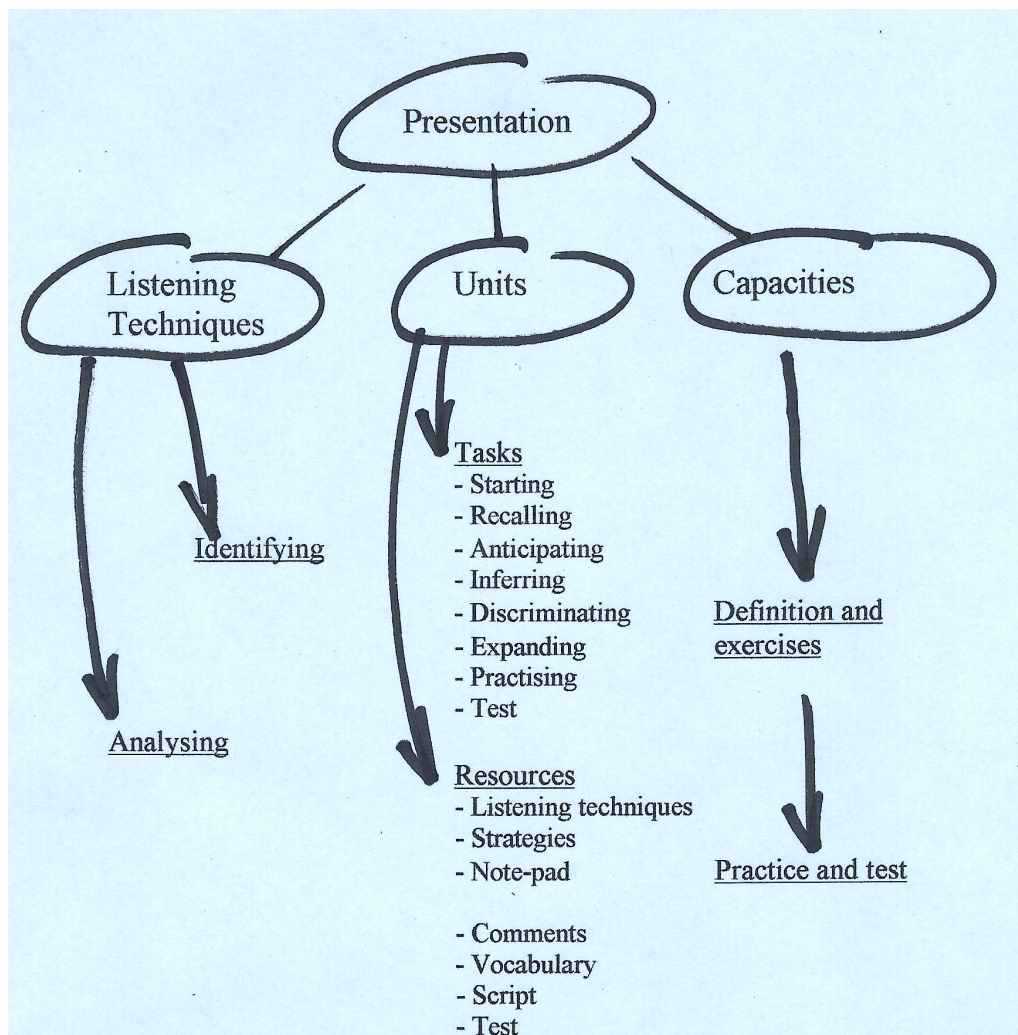 Presentation
Listening
Techniques
Units
Capacities
Identifying
Analysing
Tasks
- Starting
- Recalling
- Anticipating
- Inferring
- Discriminating
- Expanding
- Practising
- Test
Resources
- Listening techniques
- Strategies
- Note-pad
- Comments
- Vocabulary
- Script
- Test
Definition and
exercises
Practice and test